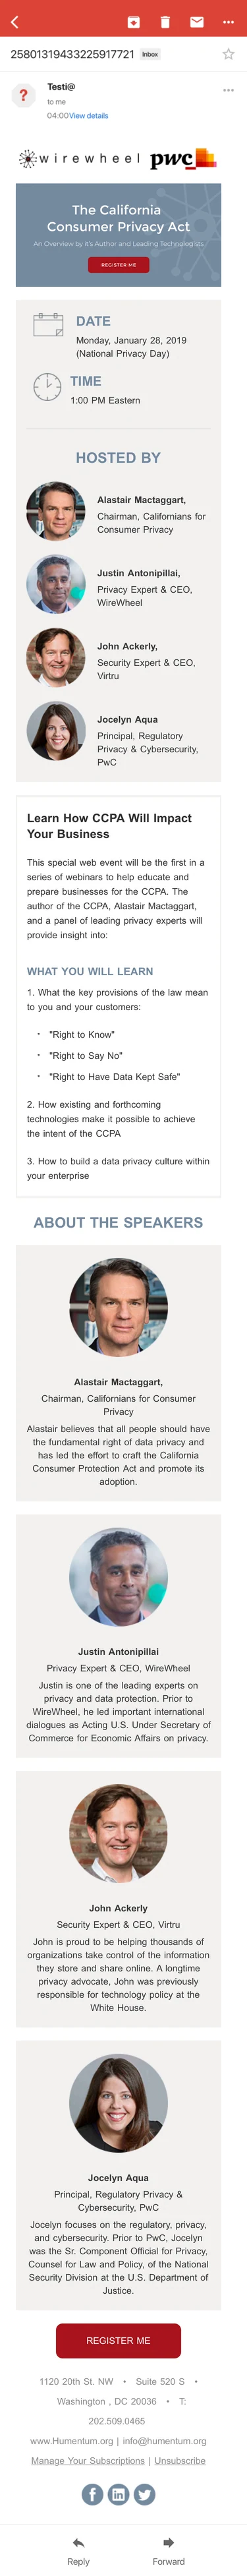 25801319433225917721 Inbox
?
Testi@
to me
04:00 View details
wirewheel pwc
The California
Consumer Privacy Act
An Overview by it's Author and Leading Technologists
REGISTER ME
DATE
Monday, January 28, 2019
(National Privacy Day)
TIME
1:00 PM Eastern
HOSTED BY
Alastair Mactaggart,
Chairman, Californians for
Consumer Privacy
Justin Antonipillai,
Privacy Expert & CEO,
WireWheel
John Ackerly,
Security Expert & CEO,
Virtru
Jocelyn Aqua
Principal, Regulatory
Privacy & Cybersecurity,
PwC
Learn How CCPA Will Impact
Your Business
This special web event will be the first in a
series of webinars to help educate and
prepare businesses for the CCPA. The
author of the CCPA, Alastair Mactaggart,
and a panel of leading privacy experts will
provide insight into:
WHAT YOU WILL LEARN
1. What the key provisions of the law mean
to you and your customers:
• "Right to Know"
• "Right to Say No"
• "Right to Have Data Kept Safe"
2. How existing and forthcoming
technologies make it possible to achieve
the intent of the CCPA
3. How to build a data privacy culture within
your enterprise
ABOUT THE SPEAKERS
Alastair Mactaggart,
Chairman, Californians for Consumer
Privacy
Alastair believes that all people should have
the fundamental right of data privacy and
has led the effort to craft the California
Consumer Protection Act and promote its
adoption.
Justin Antonipillai
Privacy Expert & CEO, WireWheel
Justin is one of the leading experts on
privacy and data protection. Prior to
WireWheel, he led important international
dialogues as Acting U.S. Under Secretary of
Commerce for Economic Affairs on privacy.
John Ackerly
Security Expert & CEO, Virtru
John is proud to be helping thousands of
organizations take control of the information
they store and share online. A longtime
privacy advocate, John was previously
responsible for technology policy at the
White House.
Jocelyn Aqua
Principal, Regulatory Privacy &
Cybersecurity, PwC
Jocelyn focuses on the regulatory, privacy,
and cybersecurity. Prior to PwC, Jocelyn
was the Sr. Component Official for Privacy,
Counsel for Law and Policy, of the National
Security Division at the U.S. Department of
Justice.
REGISTER ME
1120 20th St. NW • Suite 520 S •
Washington , DC 20036 • T:
202.509.0465
www.Humentum.org | info@humentum.org
Manage Your Subscriptions | Unsubscribe
Reply Forward